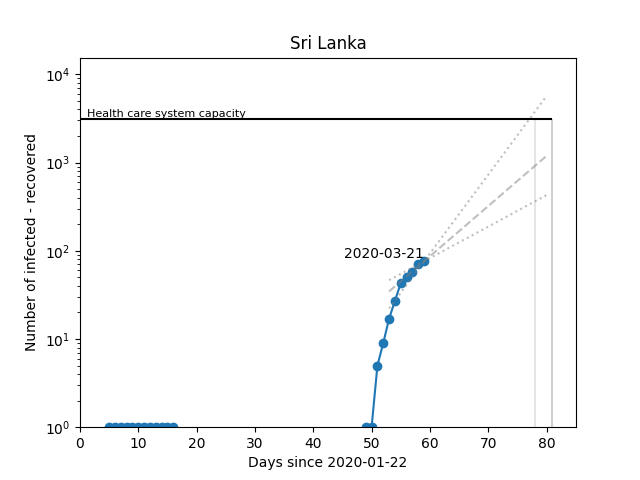 Sri Lanka
Number of infected - recovered
10⁴
10³
10²
10¹
10⁰
Health care system capacity
2020-03-21
0 10 20 30 40 50 60 70 80
Days since 2020-01-22